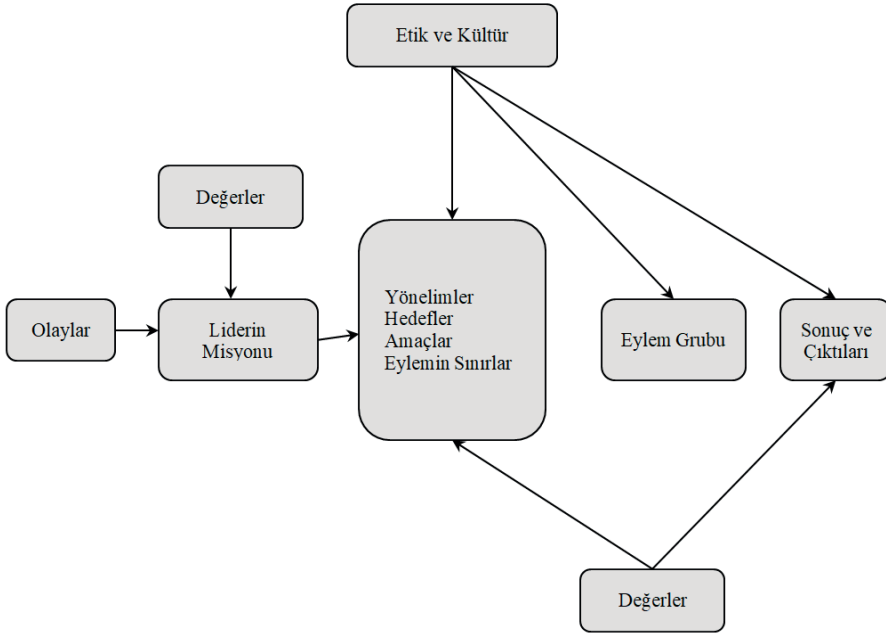 Etik ve Kültür
Değerler
Olaylar
Liderin
Misyonu
Yönelimler
Hedefler
Amaçlar
Eylemin Sınırlar
Eylem Grubu
Sonuç ve
Çıktıları
Değerler